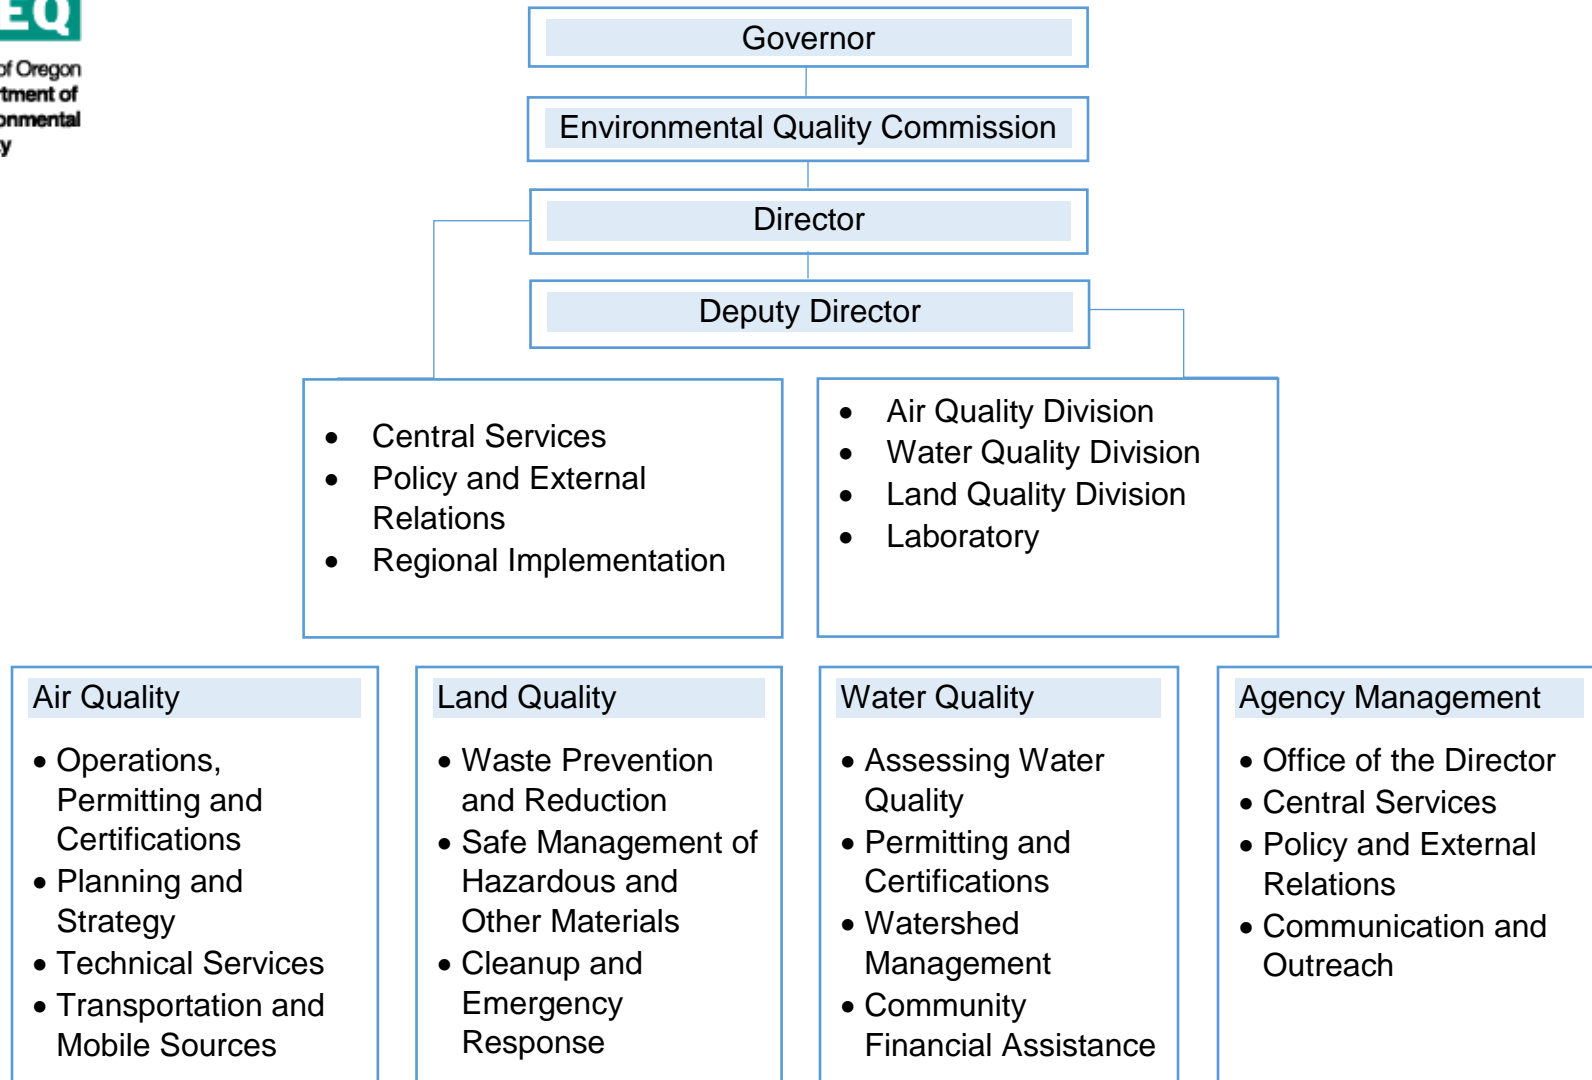 EQ
of Oregon
rtment of
onmental
y
Governor
Environmental Quality Commission
Director
Deputy Director
• Central Services
• Policy and External
Relations
• Regional Implementation
• Air Quality Division
• Water Quality Division
• Land Quality Division
• Laboratory
Air Quality
• Operations,
Permitting and
Certifications
• Planning and
Strategy
• Technical Services
• Transportation and
Mobile Sources
Land Quality
• Waste Prevention
and Reduction
• Safe Management of
Hazardous and
Other Materials
• Cleanup and
Emergency
Response
Water Quality
• Assessing Water
Quality
• Permitting and
Certifications
• Watershed
Management
• Community
Financial Assistance
Agency Management
• Office of the Director
• Central Services
• Policy and External
Relations
• Communication and
Outreach